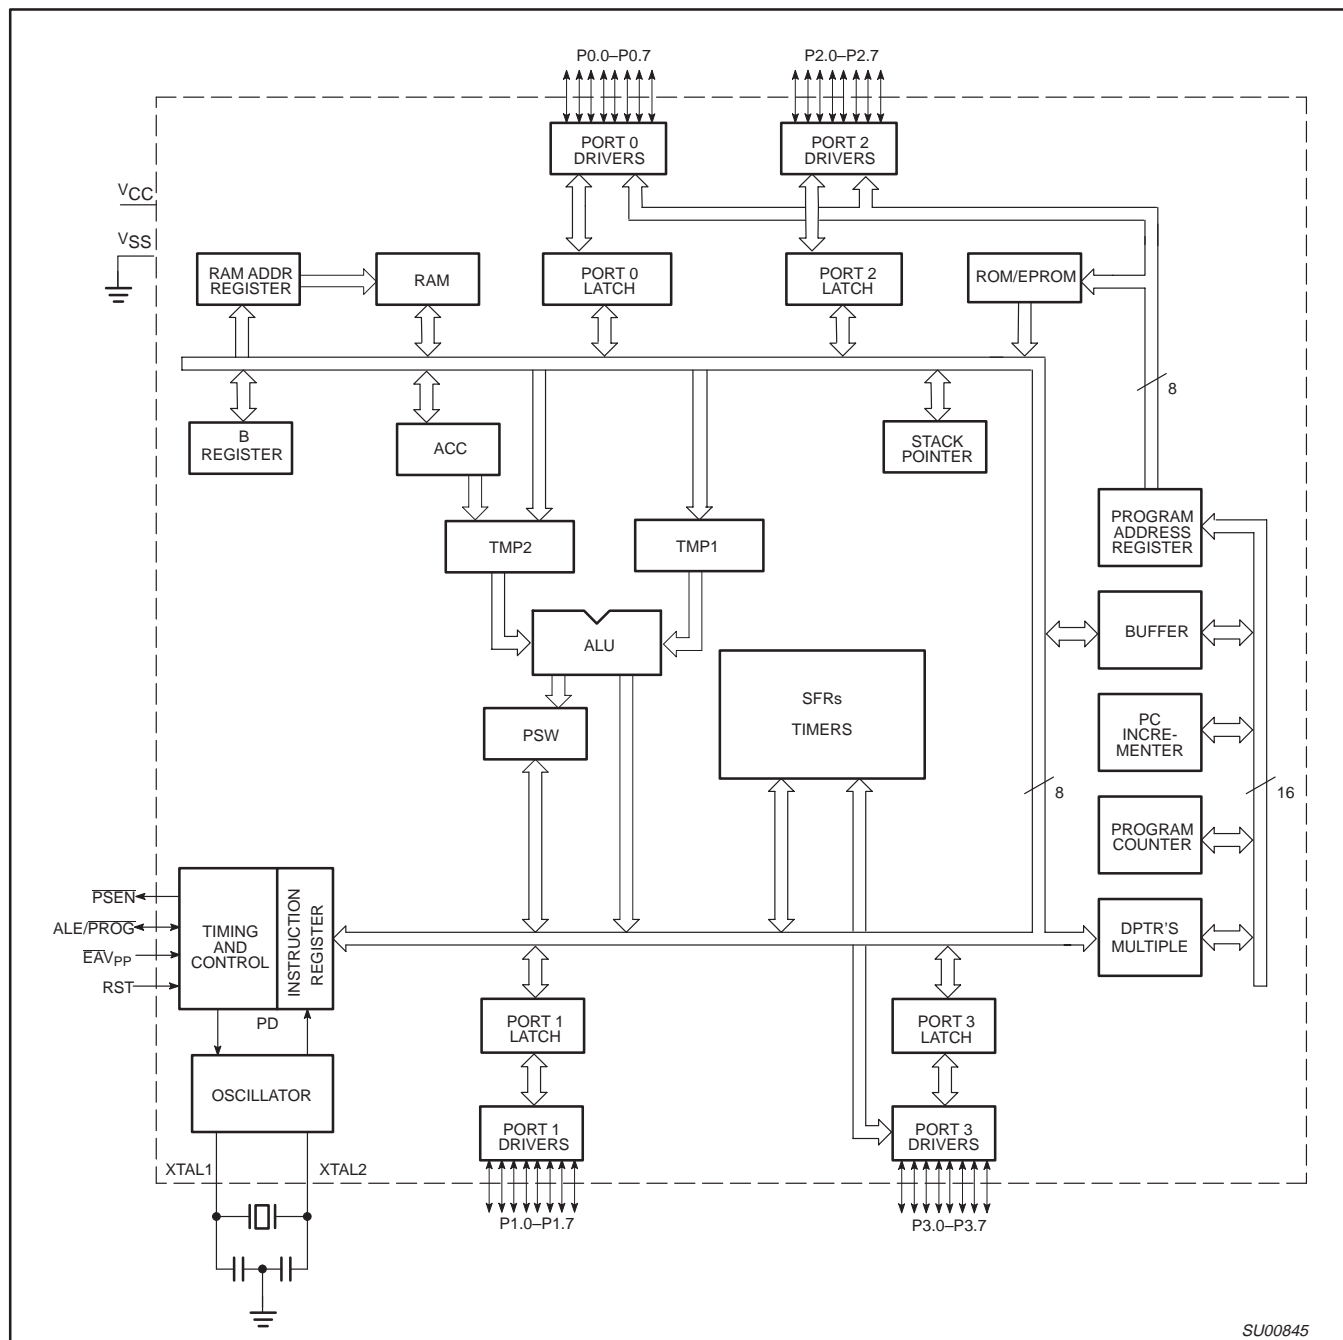 P0.0–P0.7
P2.0–P2.7
PORT 0
DRIVERS
PORT 2
DRIVERS
VCC
VSS
RAM ADDR
REGISTER
RAM
PORT 0
LATCH
PORT 2
LATCH
ROM/EPROM
8
B
REGISTER
ACC
STACK
POINTER
TMP2
TMP1
PROGRAM
ADDRESS
REGISTER
ALU
BUFFER
SFRs
TIMERS
PSW
PC
INCRE-
MENTER
8
16
PROGRAM
COUNTER
PSEN
ALE/PROG
EAVPP
RST
TIMING
AND
CONTROL
INSTRUCTION
REGISTER
DPTR'S
MULTIPLE
PD
PORT 1
LATCH
PORT 3
LATCH
OSCILLATOR
PORT 1
DRIVERS
PORT 3
DRIVERS
XTAL1
XTAL2
P1.0–P1.7
P3.0–P3.7
SU00845